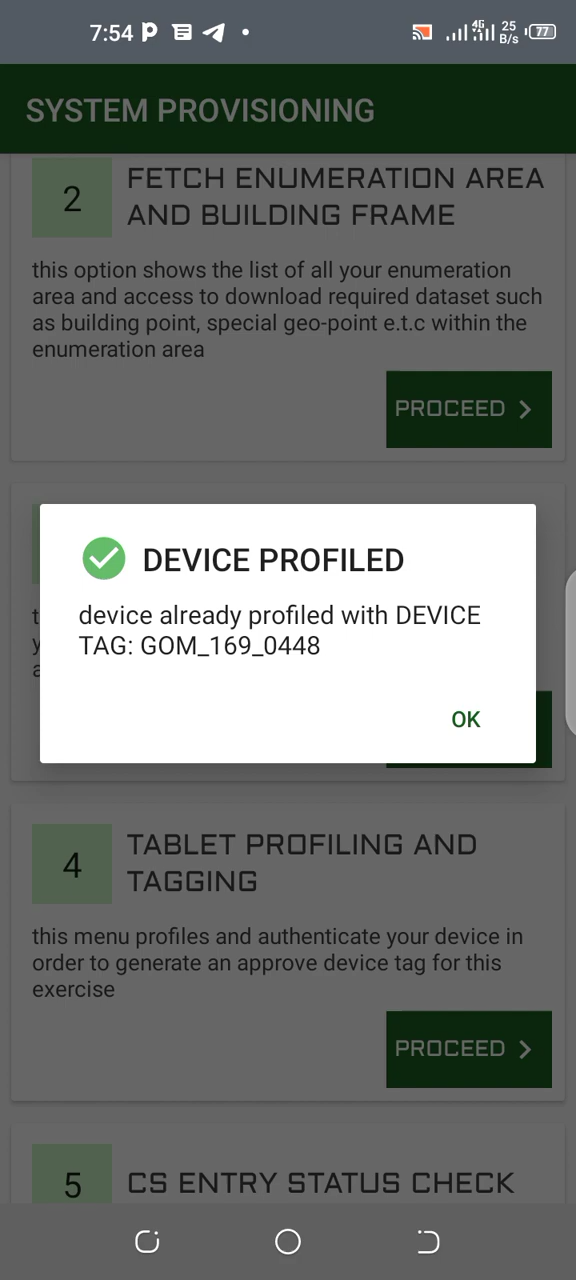 7:54
4G
25
B/s
77
SYSTEM PROVISIONING
2
FETCH ENUMERATION AREA
AND BUILDING FRAME
this option shows the list of all your enumeration
area and access to download required dataset such
as building point, special geo-point e.t.c within the
enumeration area
PROCEED
DEVICE PROFILED
device already profiled with DEVICE
TAG: GOM_169_0448
OK
4
TABLET PROFILING AND
TAGGING
this menu profiles and authenticate your device in
order to generate an approve device tag for this
exercise
PROCEED
5
CS ENTRY STATUS CHECK